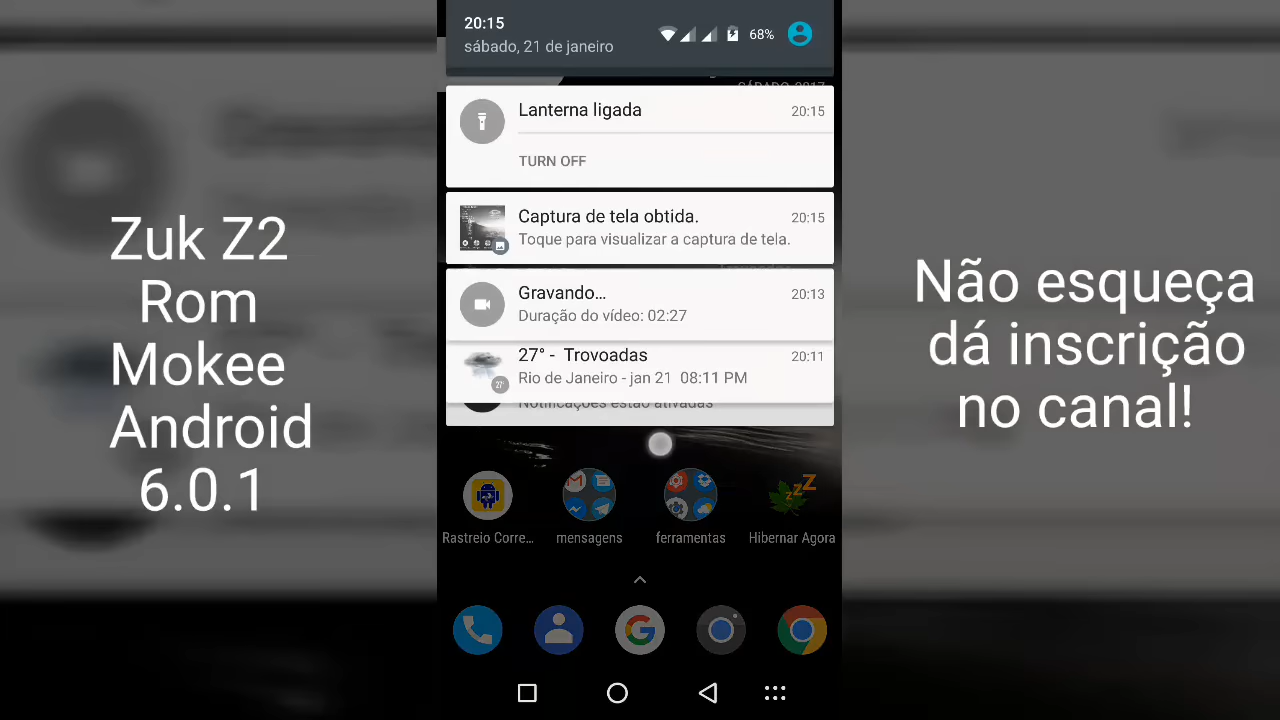 20:15
68%
sábado, 21 de janeiro
Lanterna ligada
20:15
TURN OFF
Captura de tela obtida.
20:15
Toque para visualizar a captura de tela.
Gravando...
20:13
Duração do vídeo: 02:27
27° - Trovoadas
20:11
27°
Rio de Janeiro - jan 21 08:11 PM
Notificações estão ativadas
Rastreio Corre...
mensagens
ferramentas
Hibernar Agora
Zuk Z2
Rom
Mokee
Android
6.0.1
Não esqueça
dá inscrição
no canal!